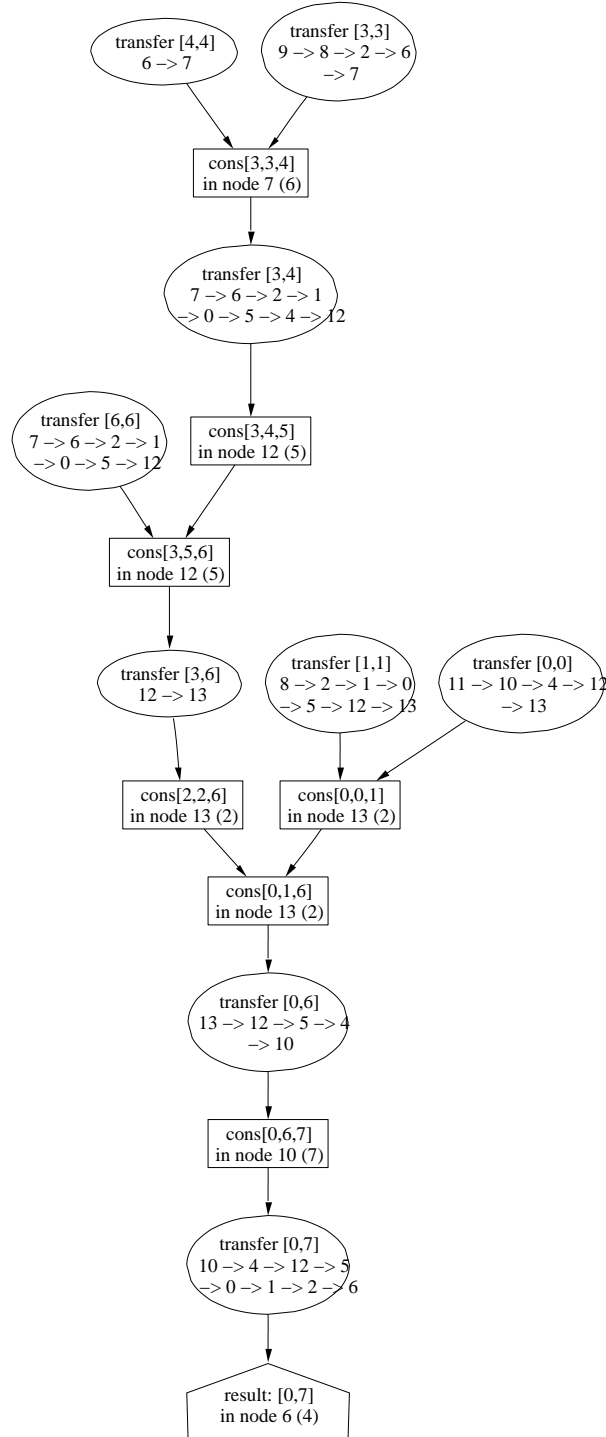 transfer [4,4]
6 –> 7
transfer [3,3]
9 –> 8 –> 2 –> 6
–> 7
cons[3,3,4]
in node 7 (6)
transfer [3,4]
7 –> 6 –> 2 –> 1
–> 0 –> 5 –> 4 –> 12
transfer [6,6]
7 –> 6 –> 2 –> 1
–> 0 –> 5 –> 12
cons[3,4,5]
in node 12 (5)
cons[3,5,6]
in node 12 (5)
transfer [3,6]
12 –> 13
transfer [1,1]
8 –> 2 –> 1 –> 0
–> 5 –> 12 –> 13
transfer [0,0]
11 –> 10 –> 4 –> 12
–> 13
cons[2,2,6]
in node 13 (2)
cons[0,0,1]
in node 13 (2)
cons[0,1,6]
in node 13 (2)
transfer [0,6]
13 –> 12 –> 5 –> 4
–> 10
cons[0,6,7]
in node 10 (7)
transfer [0,7]
10 –> 4 –> 12 –> 5
–> 0 –> 1 –> 2 –> 6
result: [0,7]
in node 6 (4)